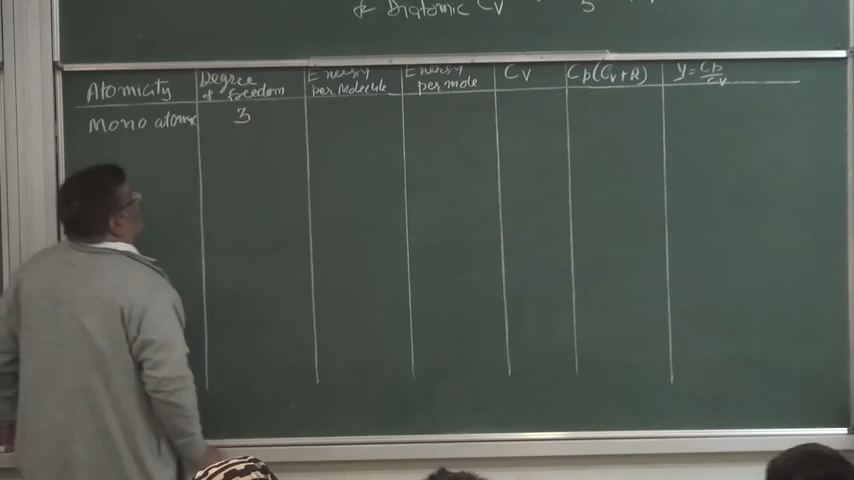 & Diatomic Cv 5
Atomicity Degree of freedom Energy per Molecule Energy per mole Cv Cp(Cv+R) γ=Cp/Cv
Mono atomic 3